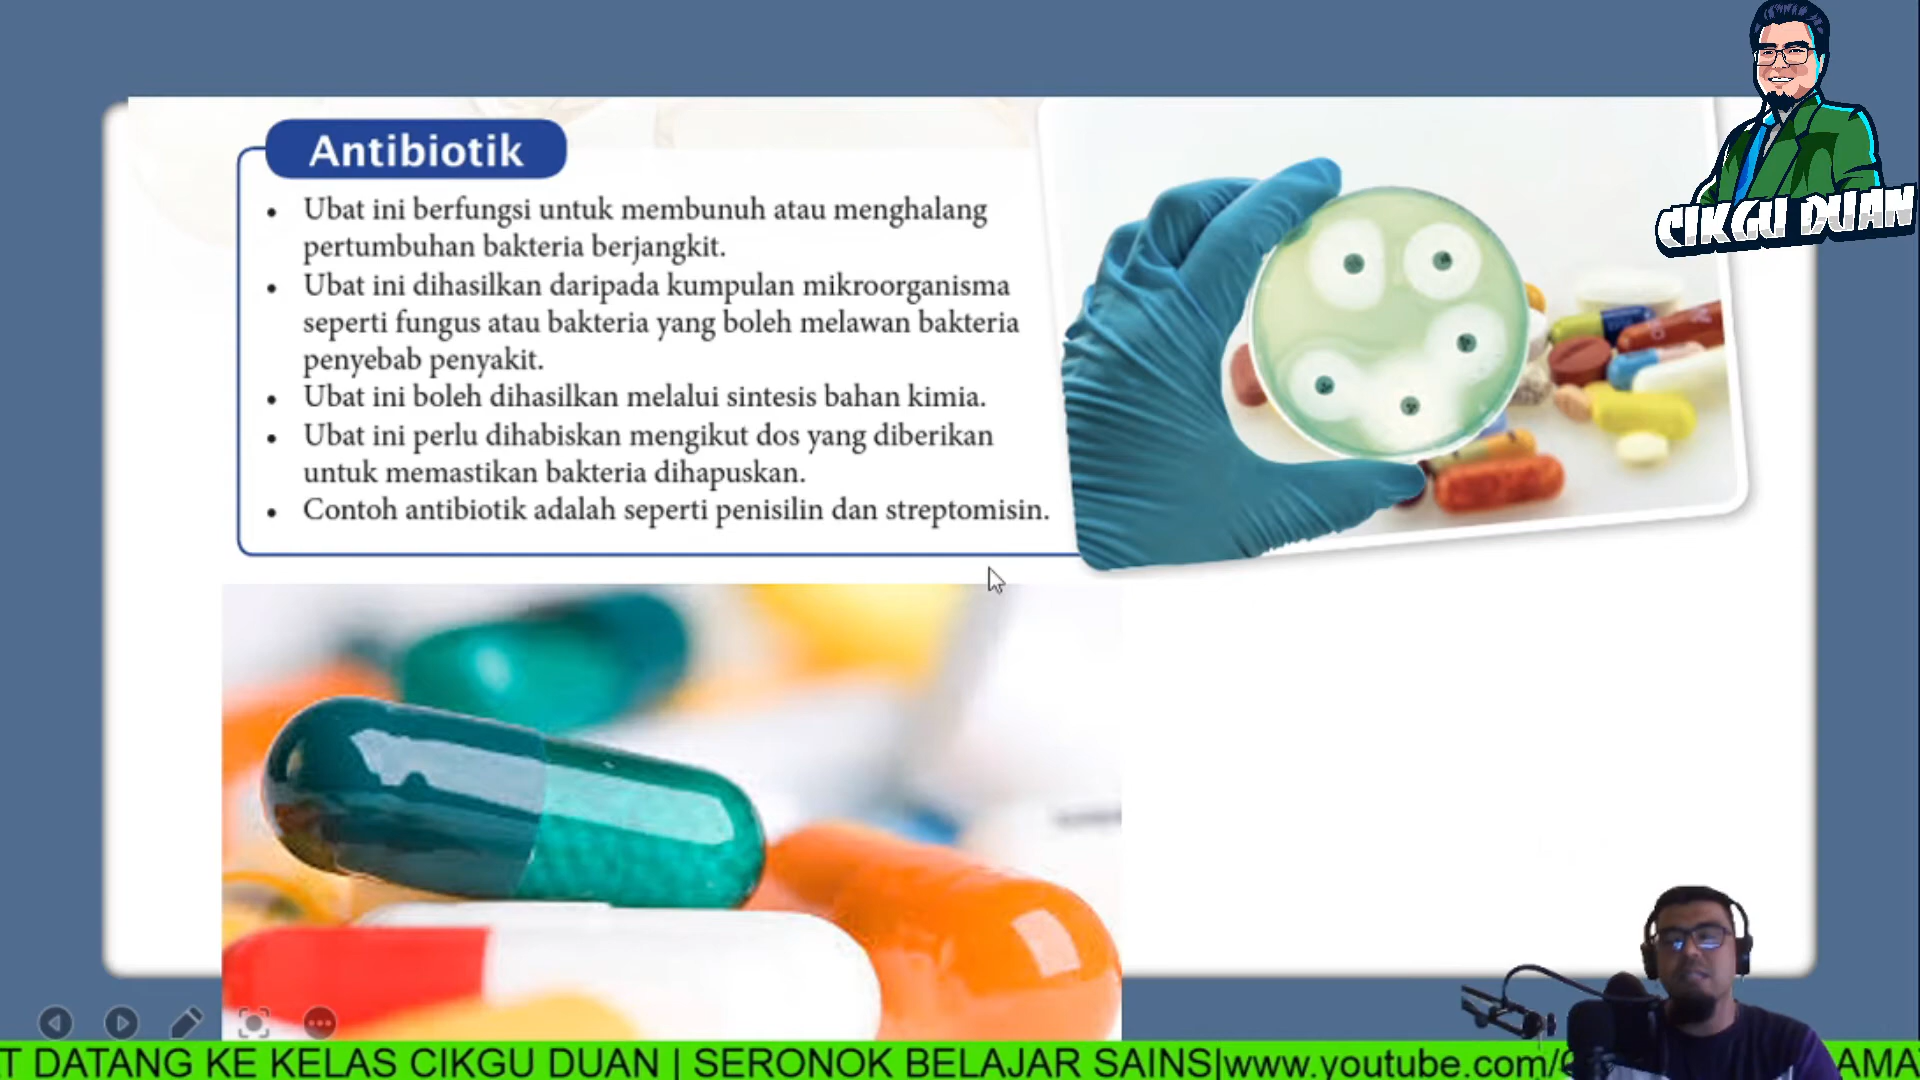 CIKGU DUAN
Antibiotik
• Ubat ini berfungsi untuk membunuh atau menghalang
pertumbuhan bakteria berjangkit.
• Ubat ini dihasilkan daripada kumpulan mikroorganisma
seperti fungus atau bakteria yang boleh melawan bakteria
penyebab penyakit.
• Ubat ini boleh dihasilkan melalui sintesis bahan kimia.
• Ubat ini perlu dihabiskan mengikut dos yang diberikan
untuk memastikan bakteria dihapuskan.
• Contoh antibiotik adalah seperti penisilin dan streptomisin.
T DATANG KE KELAS CIKGU DUAN | SERONOK BELAJAR SAINS|www.youtube.com/ AMA